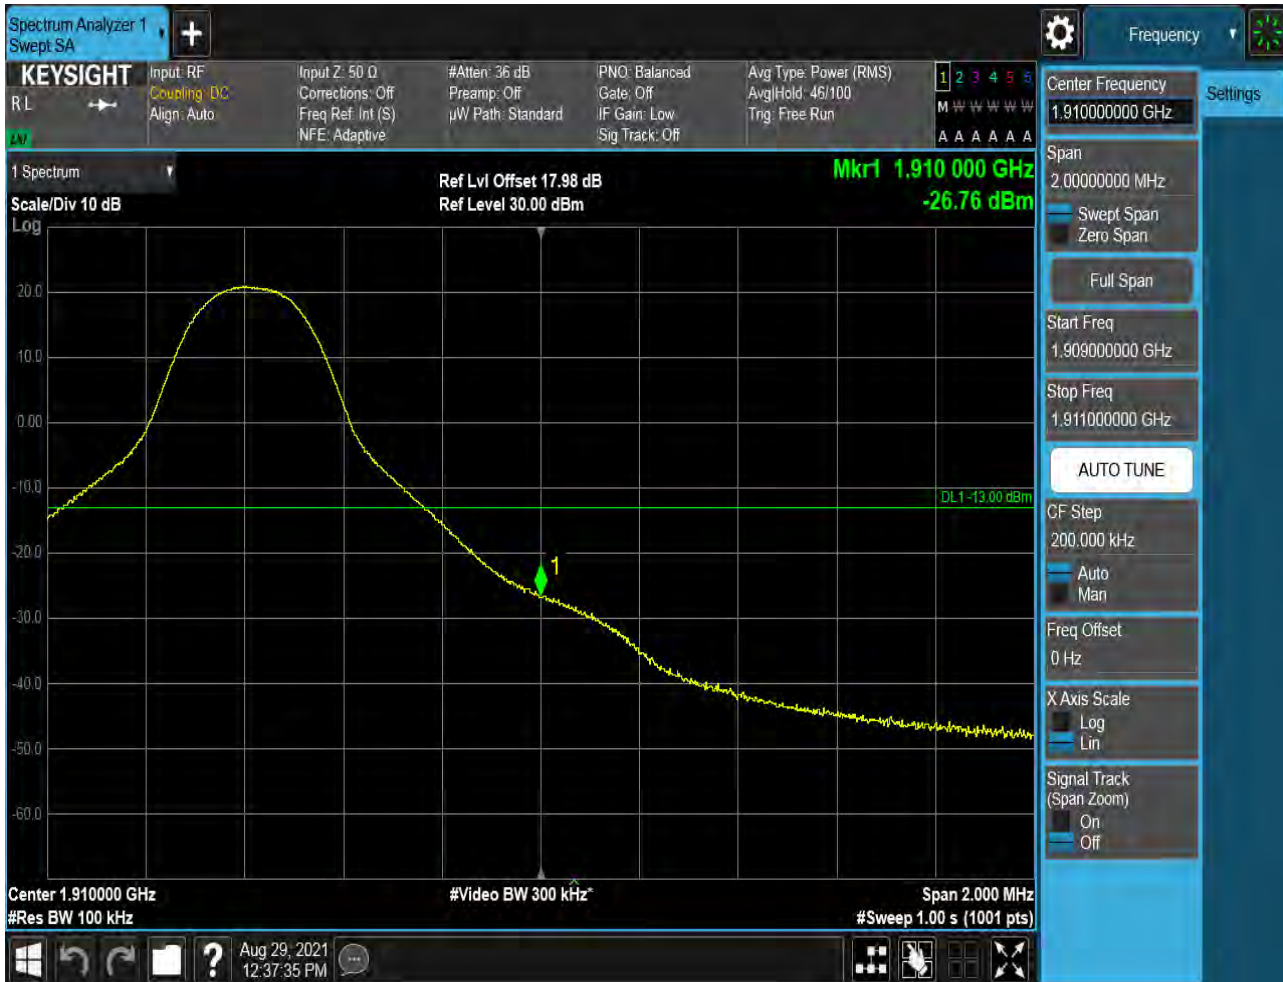 Spectrum Analyzer 1
Swept SA
+
Frequency
KEYSIGHT
R L
LXI
Input: RF
Coupling: DC
Align: Auto
Input Z: 50 Ω
Corrections: Off
Freq Ref: Int (S)
NFE: Adaptive
#Atten: 36 dB
Preamp: Off
µW Path: Standard
PNO: Balanced
Gate: Off
IF Gain: Low
Sig Track: Off
Avg Type: Power (RMS)
Avg|Hold: 46/100
Trig: Free Run
1 2 3 4 5 6
M W W W W W
A A A A A A
1 Spectrum
Scale/Div 10 dB
Log
Ref Lvl Offset 17.98 dB
Ref Level 30.00 dBm
Mkr1 1.910 000 GHz
-26.76 dBm
20.0
10.0
0.00
-10.0
-20.0
-30.0
-40.0
-50.0
-60.0
DL1 -13.00 dBm
1
Center 1.910000 GHz
#Res BW 100 kHz
#Video BW 300 kHz*
Span 2.000 MHz
#Sweep 1.00 s (1001 pts)
Center Frequency
1.910000000 GHz
Settings
Span
2.00000000 MHz
Swept Span
Zero Span
Full Span
Start Freq
1.909000000 GHz
Stop Freq
1.911000000 GHz
AUTO TUNE
CF Step
200.000 kHz
Auto
Man
Freq Offset
0 Hz
X Axis Scale
Log
Lin
Signal Track
(Span Zoom)
On
Off
?
Aug 29, 2021
12:37:35 PM